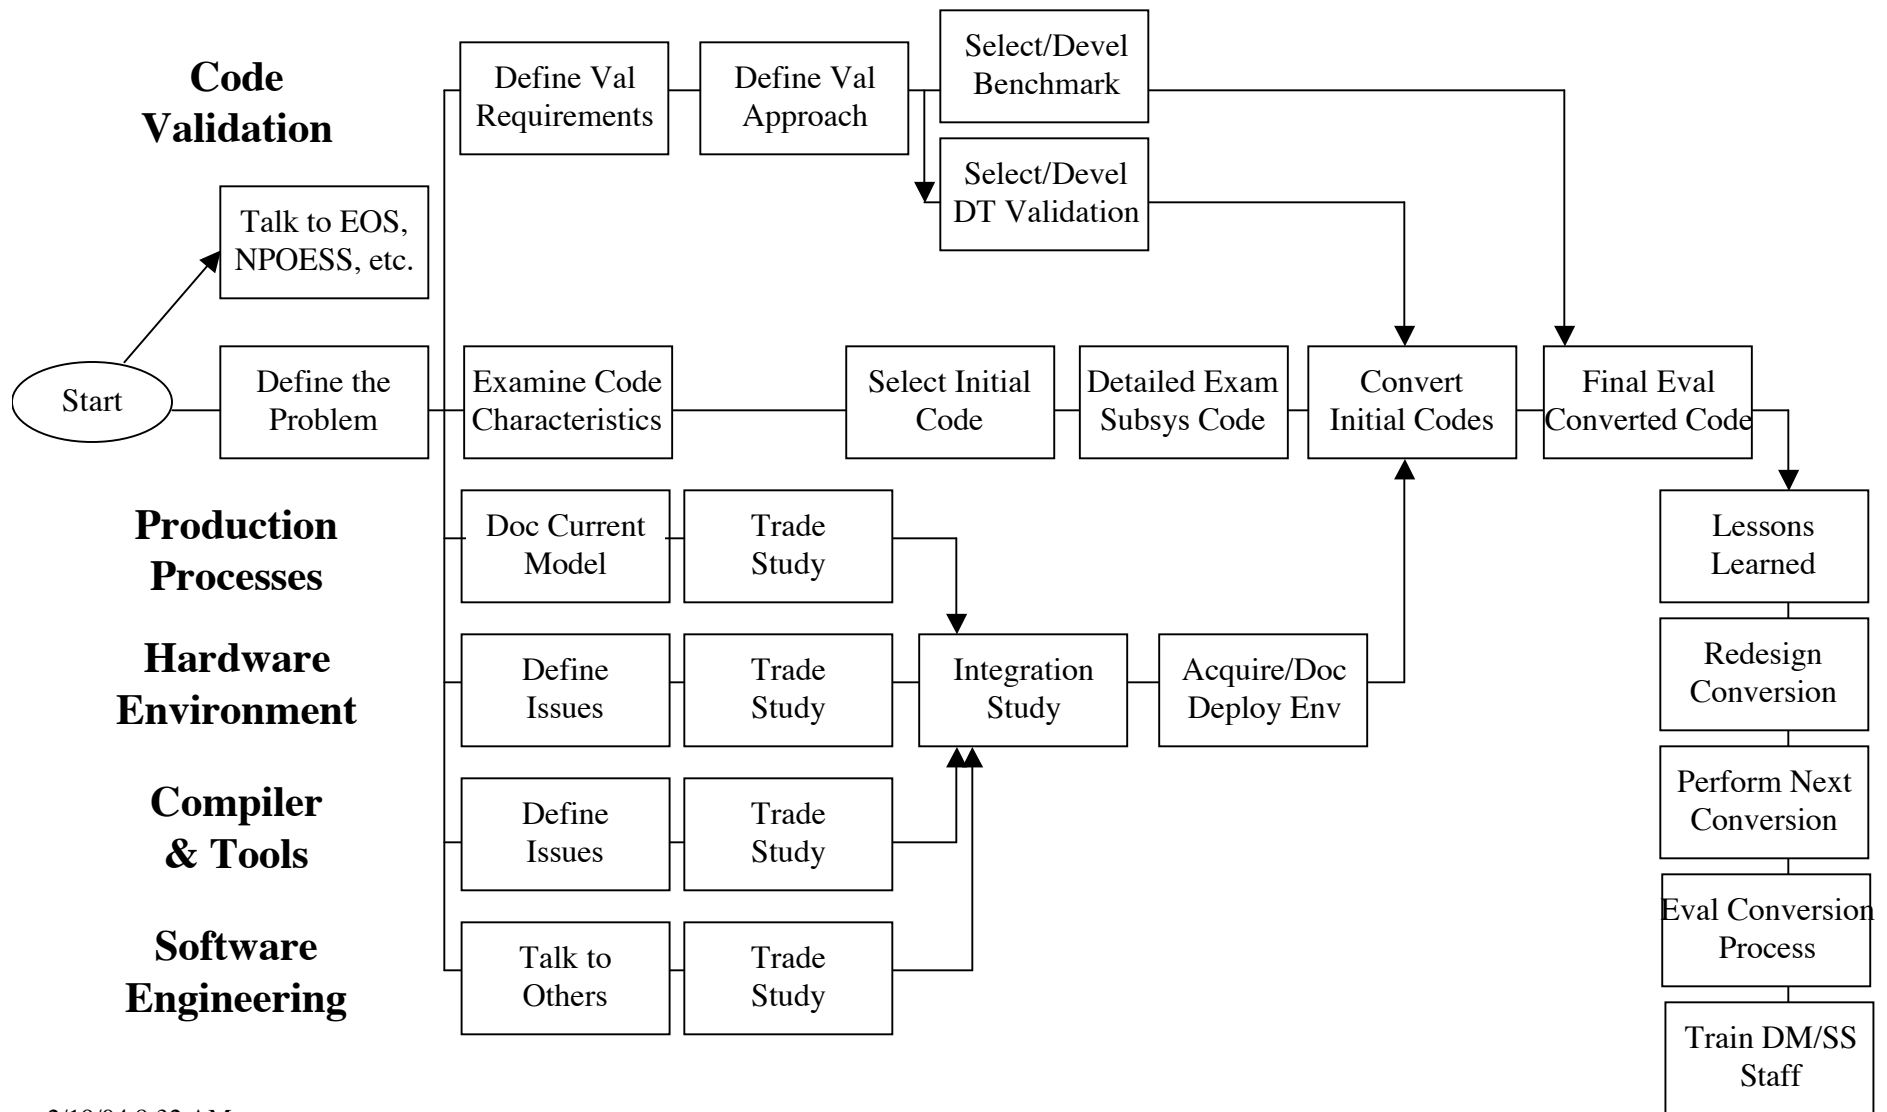 Code
Validation
Define Val
Requirements
Define Val
Approach
Select/Devel
Benchmark
Select/Devel
DT Validation
Talk to EOS,
NPOESS, etc.
Start
Define the
Problem
Examine Code
Characteristics
Select Initial
Code
Detailed Exam
Subsys Code
Convert
Initial Codes
Final Eval
Converted Code
Production
Processes
Doc Current
Model
Trade
Study
Lessons
Learned
Hardware
Environment
Define
Issues
Trade
Study
Integration
Study
Acquire/Doc
Deploy Env
Redesign
Conversion
Compiler
& Tools
Define
Issues
Trade
Study
Perform Next
Conversion
Eval Conversion
Process
Software
Engineering
Talk to
Others
Trade
Study
Train DM/SS
Staff